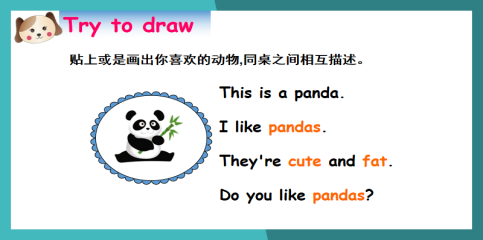 Try to draw
贴上或是画出你喜欢的动物,同桌之间相互描述。
This is a panda.
I like pandas.
They're cute and fat.
Do you like pandas?